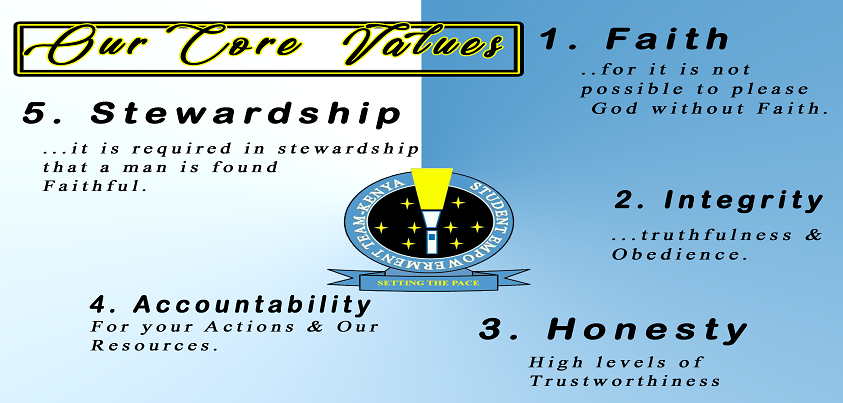 Our Core Values
1. Faith
..for it is not
possible to please
God without Faith.
2. Integrity
...truthfulness &
Obedience.
3. Honesty
High levels of
Trustworthiness
4. Accountability
For your Actions & Our
Resources.
5. Stewardship
...it is required in stewardship
that a man is found
Faithful.
STUDENT EMPOWERMENT TEAM-KENYA
SETTING THE PACE